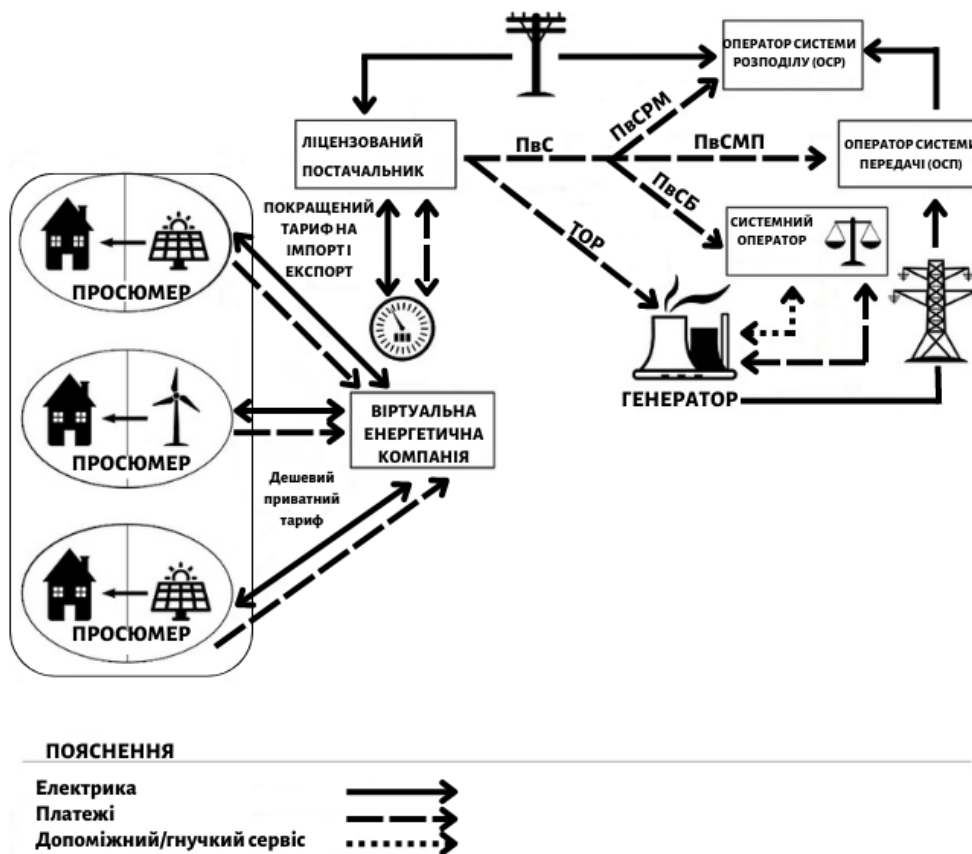 ОПЕРАТОР СИСТЕМИ
РОЗПОДІЛУ (ОСР)
ЛІЦЕНЗОВАНИЙ
ПОСТАЧАЛЬНИК
ПвС
ПвСРМ
ПвСМП
ПвСБ
ТОР
ОПЕРАТОР СИСТЕМИ
ПЕРЕДАЧІ (ОСП)
СИСТЕМНИЙ
ОПЕРАТОР
ПОКРАЩЕНИЙ
ТАРИФ НА
ІМПОРТ І
ЕКСПОРТ
ПРОСЮМЕР
ГЕНЕРАТОР
ВІРТУАЛЬНА
ЕНЕРГЕТИЧНА
КОМПАНІЯ
ПРОСЮМЕР
Дешевий
приватний
тариф
ПРОСЮМЕР
ПОЯСНЕННЯ
Електрика
Платежі
Допоміжний/гнучкий сервіс